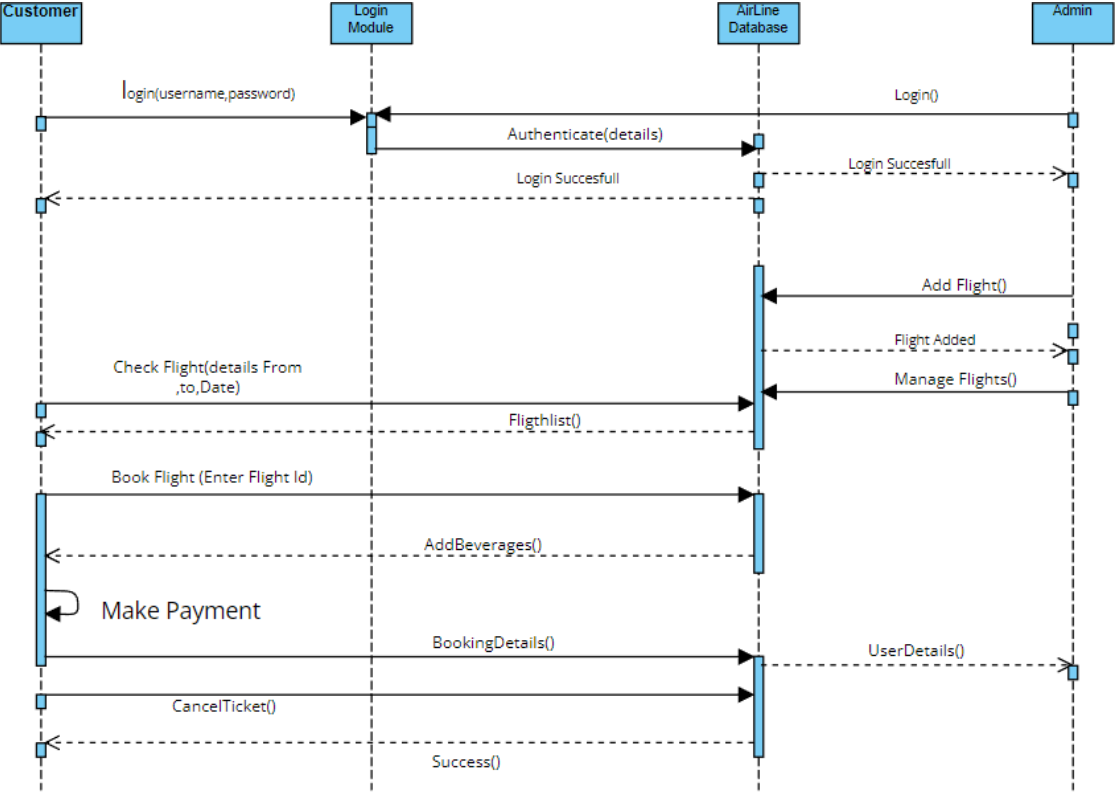 Customer
Login
Module
AirLine
Database
Admin
login(username,password)
Login()
Authenticate(details)
Login Succesfull
Login Succesfull
Add Flight()
Flight Added
Check Flight(details From
,to,Date)
Manage Flights()
Fligthlist()
Book Flight (Enter Flight Id)
AddBeverages()
Make Payment
BookingDetails()
UserDetails()
CancelTicket()
Success()